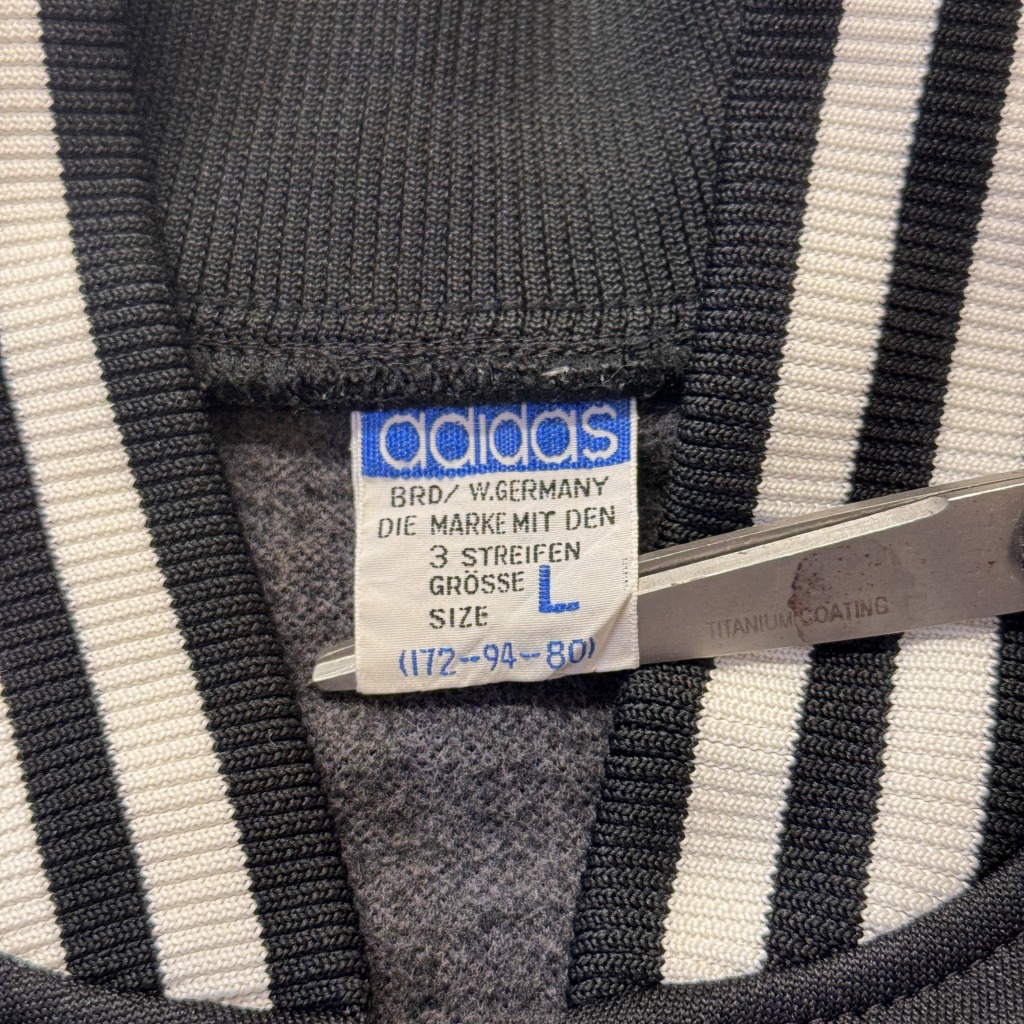 adidas
BRD/ W.GERMANY
DIE MARKE MIT DEN
3 STREIFEN
GRÖSSE L
SIZE
(172--94--80)
TITANIUM COATING